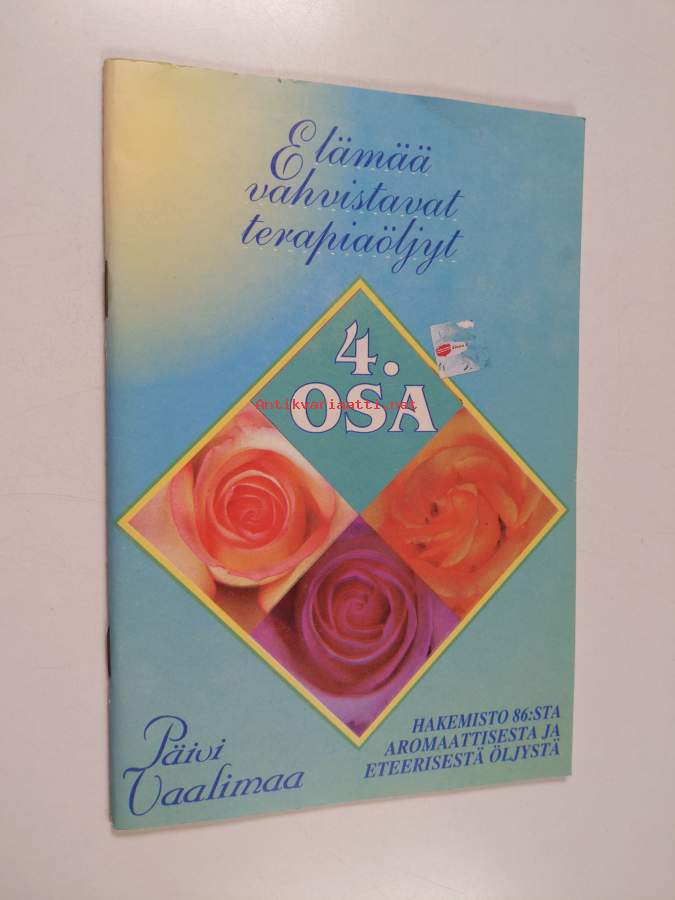 Elämää
vahvistavat
terapiaöljyt
4.
OSA
Antikvariaatti.net
Päivi
Vaalimaa
HAKEMISTO 86:STA
AROMAATTISESTA JA
ETEERISESTÄ ÖLJYSTÄ